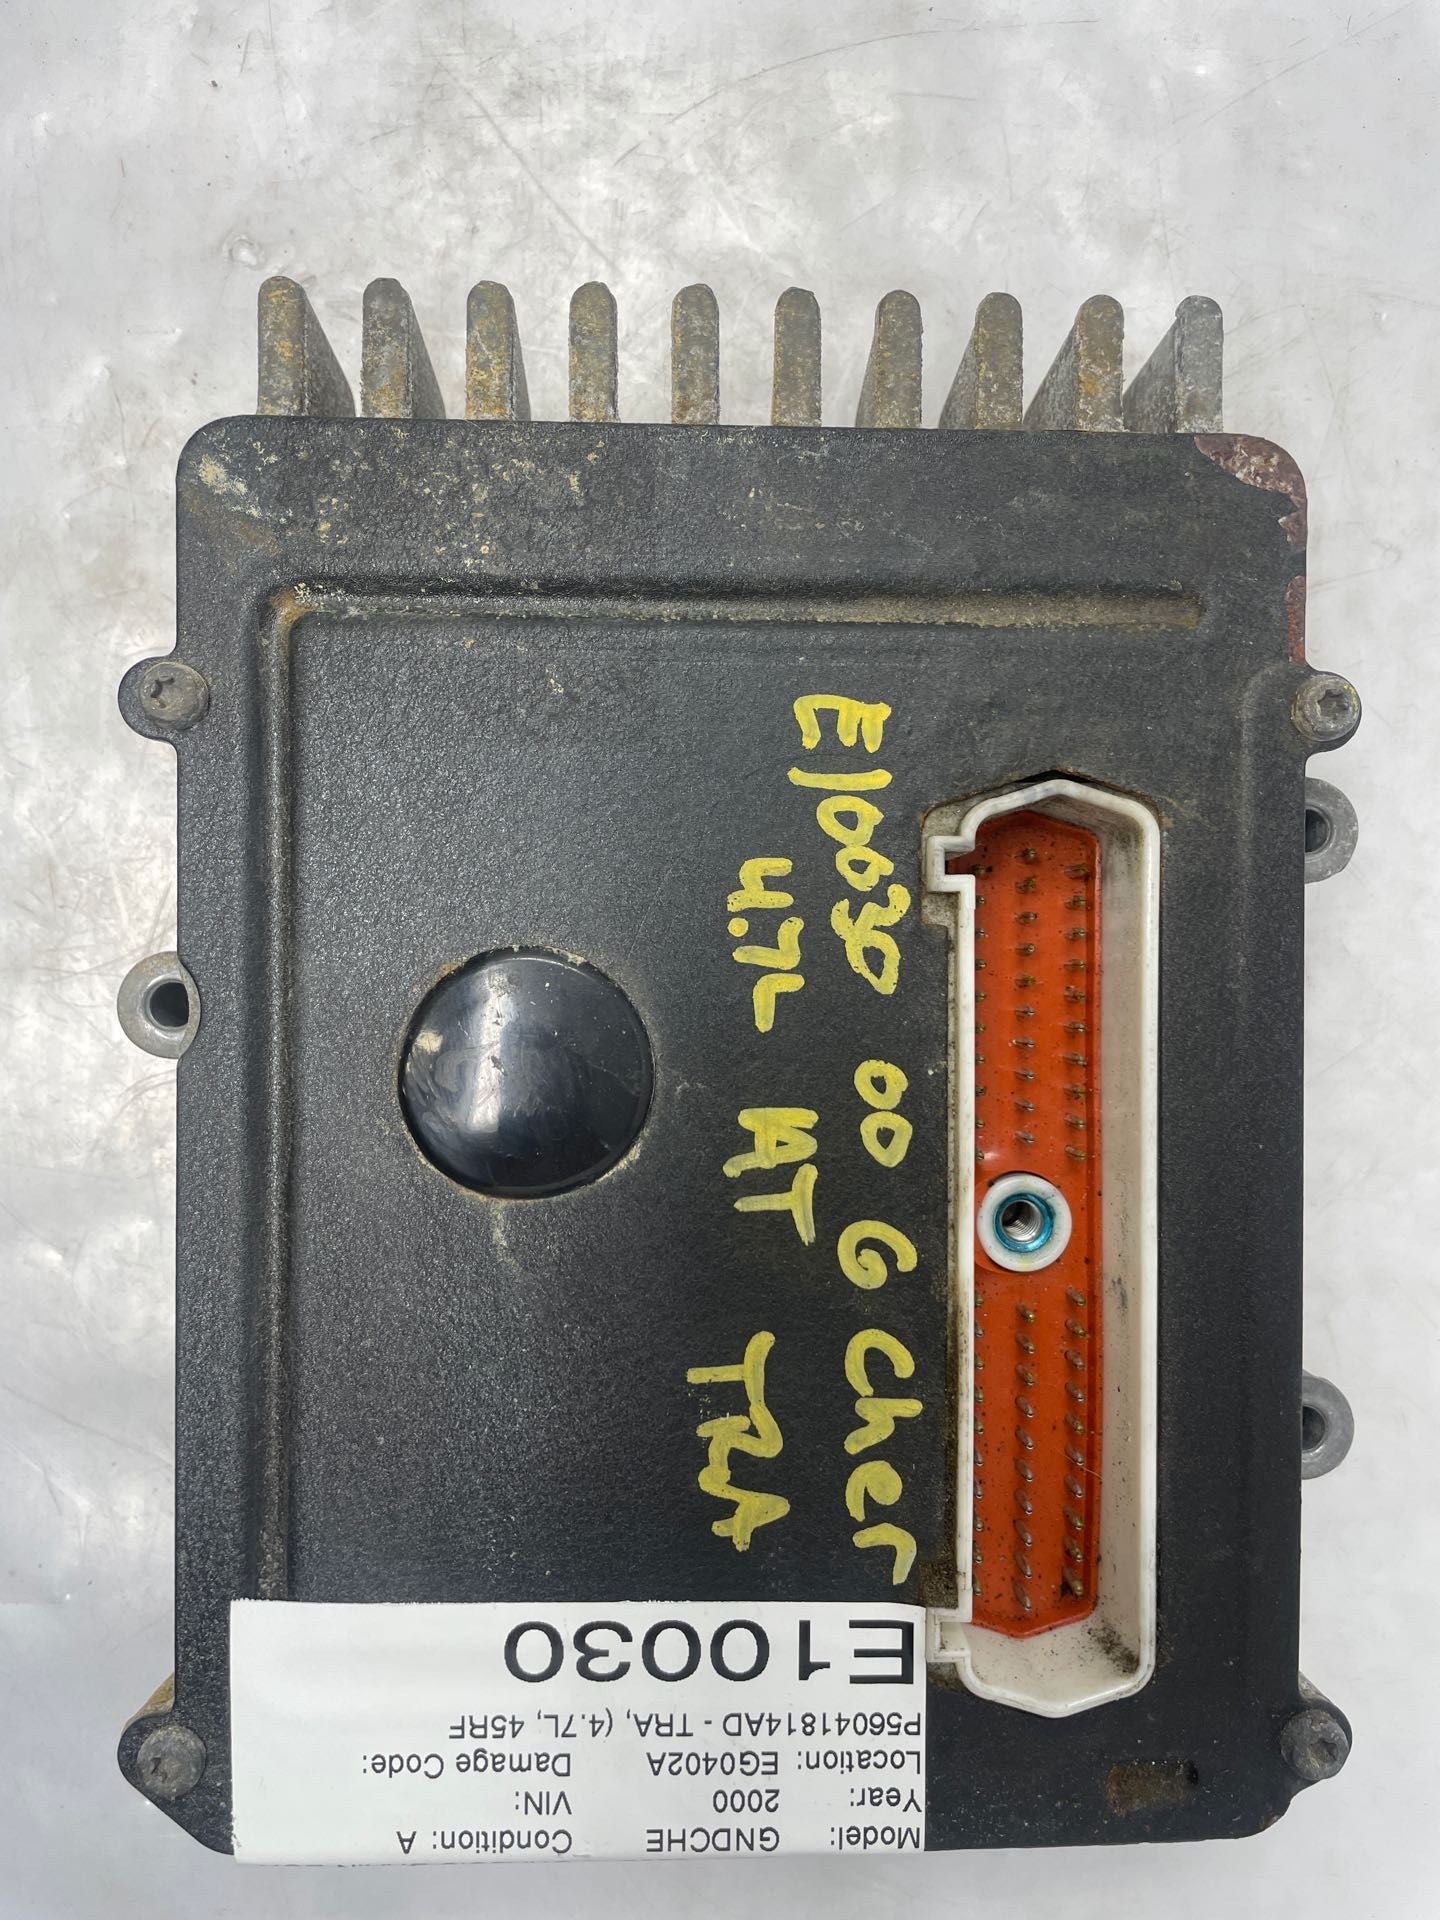 E10030 00 G Cher
4.7L AT TRA
E10030
P56041814AD - TRA, (4.7L, 45RF
Location: EG0402A Damage Code:
Year: 2000 VIN:
Model: GNDCHE Condition: A